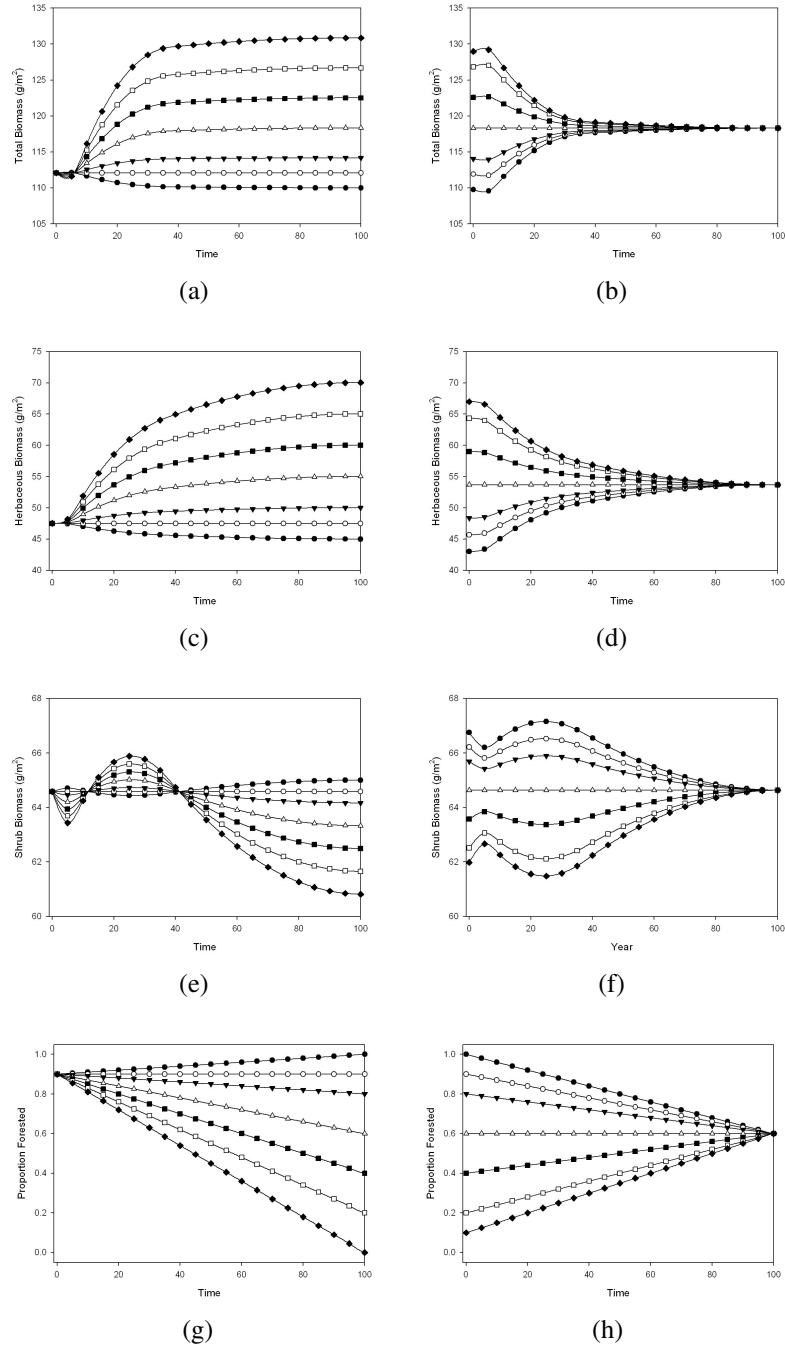 135
130
125
120
115
110
105
Total Biomass (g/m²)
0 20 40 60 80 100
Time
(a)
135
130
125
120
115
110
105
Total Biomass (g/m²)
0 20 40 60 80 100
Time
(b)
75
70
65
60
55
50
45
40
Herbaceous Biomass (g/m²)
0 20 40 60 80 100
Time
(c)
75
70
65
60
55
50
45
40
Herbaceous Biomass (g/m²)
0 20 40 60 80 100
Time
(d)
68
66
64
62
60
Shrub Biomass (g/m²)
0 20 40 60 80 100
Time
(e)
68
66
64
62
60
Shrub Biomass (g/m²)
0 20 40 60 80 100
Year
(f)
1.0
0.8
0.6
0.4
0.2
0.0
Proportion Forested
0 20 40 60 80 100
Time
(g)
1.0
0.8
0.6
0.4
0.2
0.0
Proportion Forested
0 20 40 60 80 100
Time
(h)